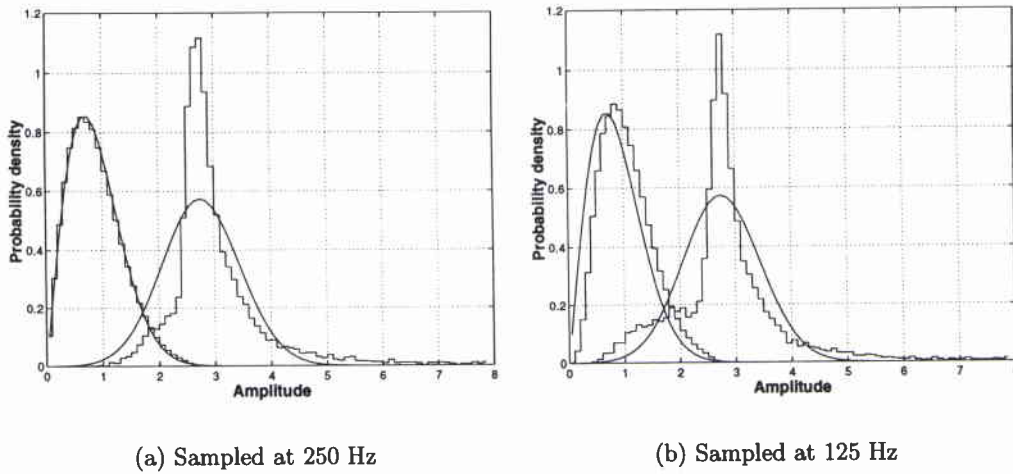 1.2
1
0.8
0.6
0.4
0.2
0
Probability density
0 1 2 3 4 5 6 7 8
Amplitude
(a) Sampled at 250 Hz
1.2
1
0.8
0.6
0.4
0.2
0
Probability density
0 1 2 3 4 5 6 7
Amplitude
(b) Sampled at 125 Hz